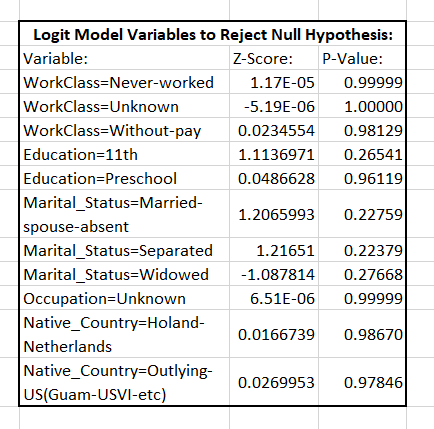 Logit Model Variables to Reject Null Hypothesis:
Variable: Z-Score: P-Value:
WorkClass=Never-worked 1.17E-05 0.99999
WorkClass=Unknown -5.19E-06 1.00000
WorkClass=Without-pay 0.0234554 0.98129
Education=11th 1.1136971 0.26541
Education=Preschool 0.0486628 0.96119
Marital_Status=Married-
spouse-absent 1.2065993 0.22759
Marital_Status=Separated 1.21651 0.22379
Marital_Status=Widowed -1.087814 0.27668
Occupation=Unknown 6.51E-06 0.99999
Native_Country=Holand-
Netherlands 0.0166739 0.98670
Native_Country=Outlying-
US(Guam-USVI-etc) 0.0269953 0.97846